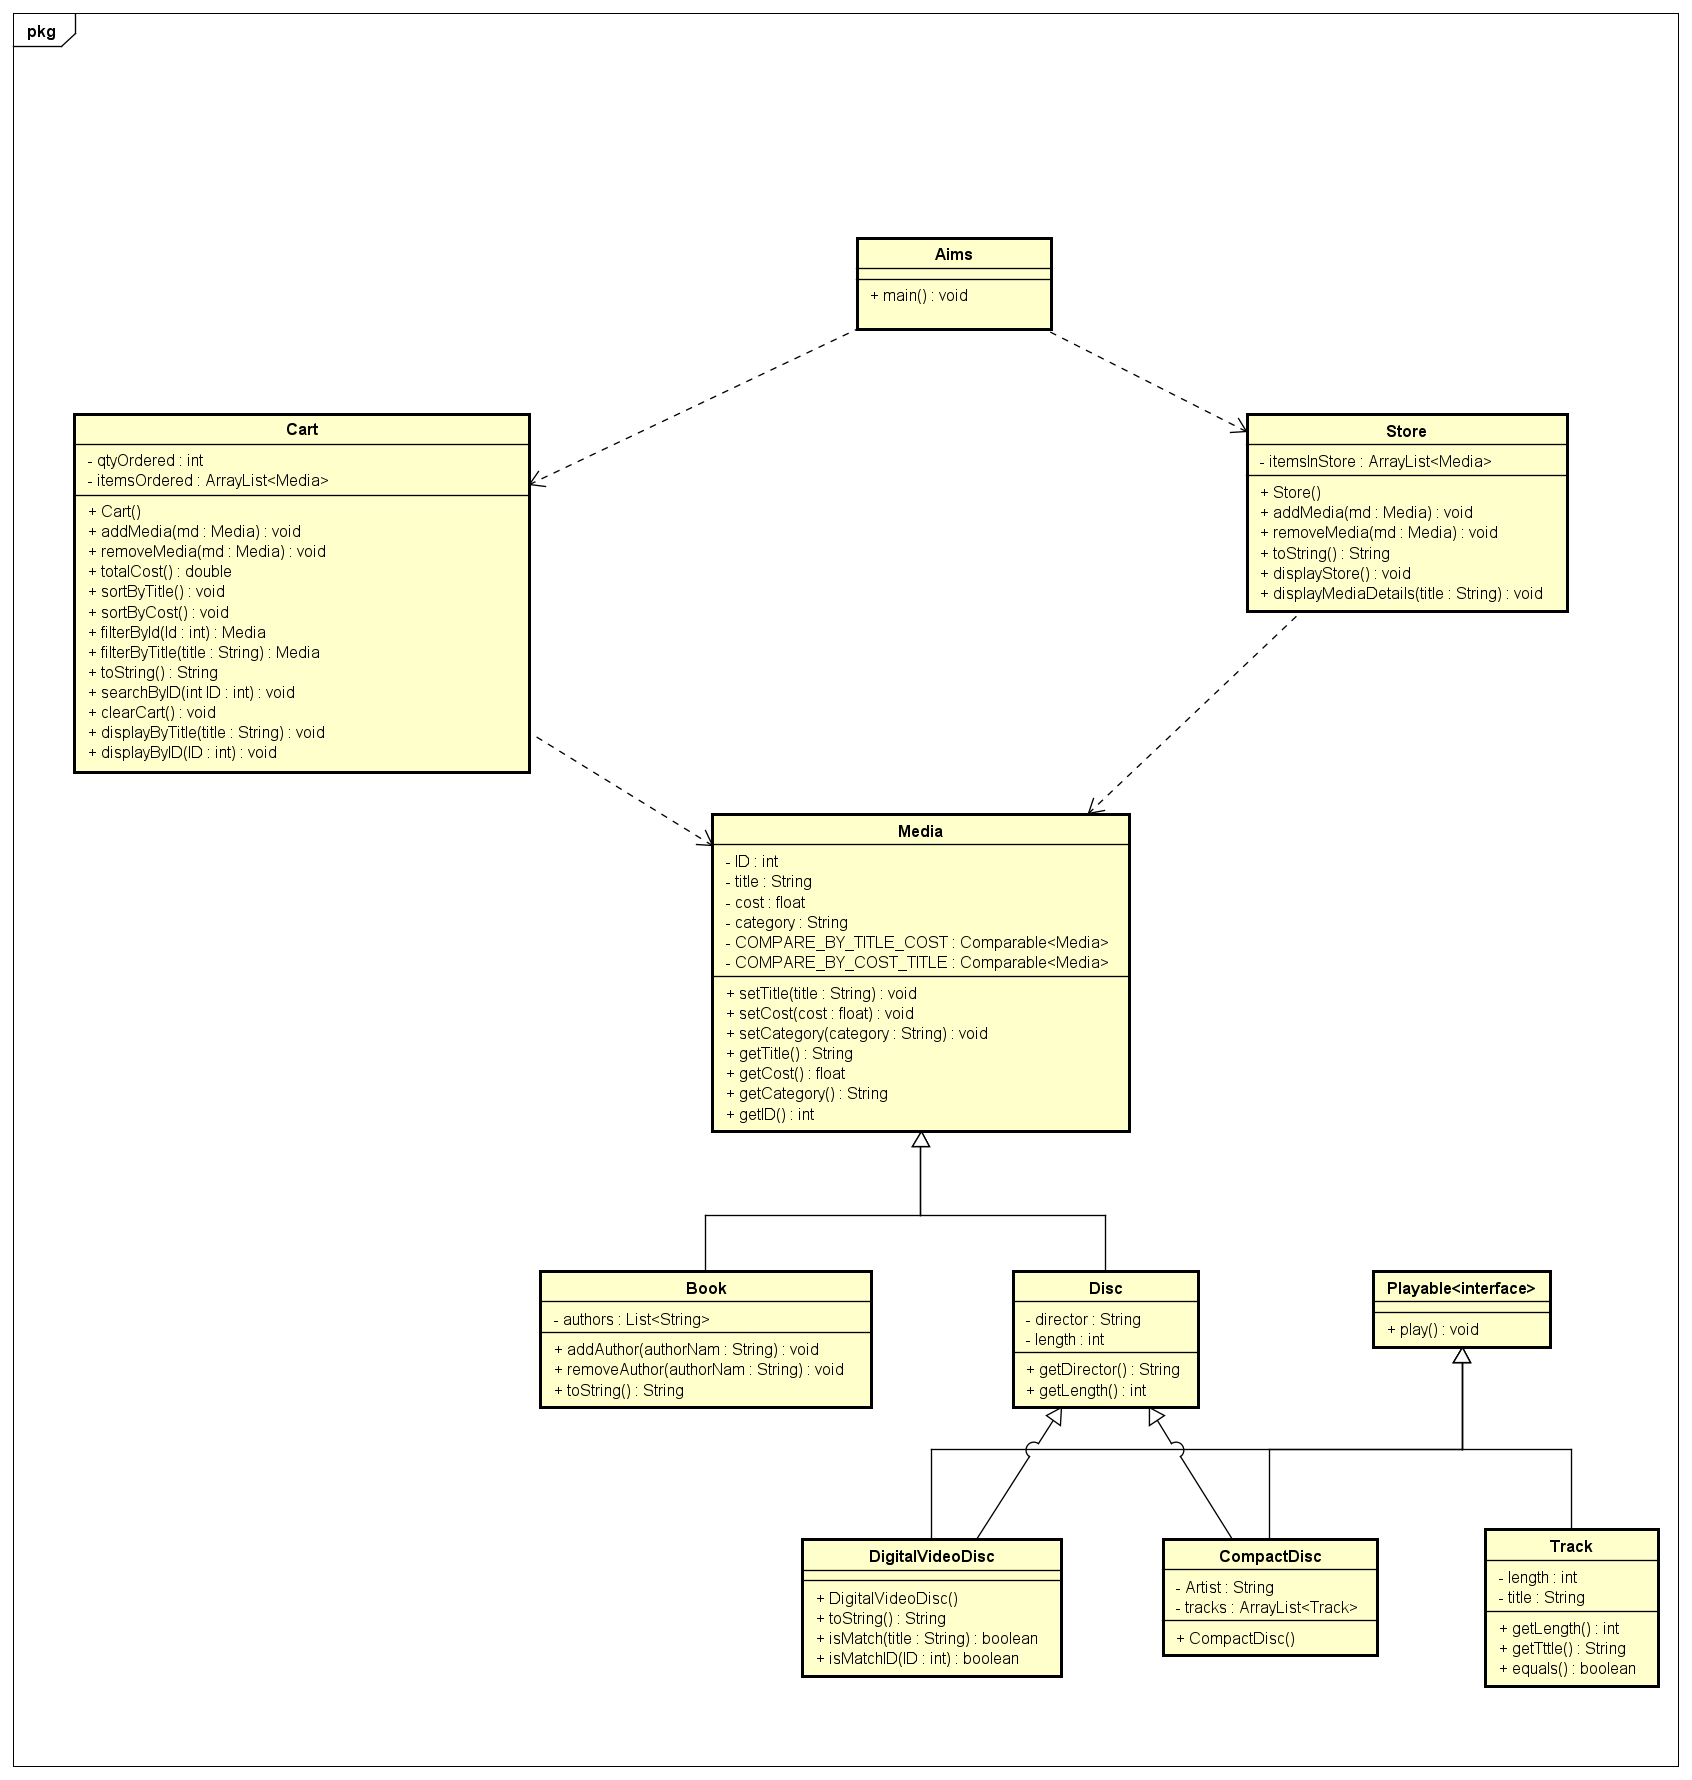 pkg
Aims
+ main() : void
Cart
- qtyOrdered : int
- itemsOrdered : ArrayList<Media>
+ Cart()
+ addMedia(md : Media) : void
+ removeMedia(md : Media) : void
+ totalCost() : double
+ sortByTitle() : void
+ sortByCost() : void
+ filterById(Id : int) : Media
+ filterByTitle(title : String) : Media
+ toString() : String
+ searchByID(int ID : int) : void
+ clearCart() : void
+ displayByTitle(title : String) : void
+ displayByID(ID : int) : void
Store
- itemsInStore : ArrayList<Media>
+ Store()
+ addMedia(md : Media) : void
+ removeMedia(md : Media) : void
+ toString() : String
+ displayStore() : void
+ displayMediaDetails(title : String) : void
Media
- ID : int
- title : String
- cost : float
- category : String
- COMPARE_BY_TITLE_COST : Comparable<Media>
- COMPARE_BY_COST_TITLE : Comparable<Media>
+ setTitle(title : String) : void
+ setCost(cost : float) : void
+ setCategory(category : String) : void
+ getTitle() : String
+ getCost() : float
+ getCategory() : String
+ getID() : int
Book
- authors : List<String>
+ addAuthor(authorNam : String) : void
+ removeAuthor(authorNam : String) : void
+ toString() : String
Disc
- director : String
- length : int
+ getDirector() : String
+ getLength() : int
Playable<interface>
+ play() : void
DigitalVideoDisc
+ DigitalVideoDisc()
+ toString() : String
+ isMatch(title : String) : boolean
+ isMatchID(ID : int) : boolean
CompactDisc
- Artist : String
- tracks : ArrayList<Track>
+ CompactDisc()
Track
- length : int
- title : String
+ getLength() : int
+ getTttle() : String
+ equals() : boolean